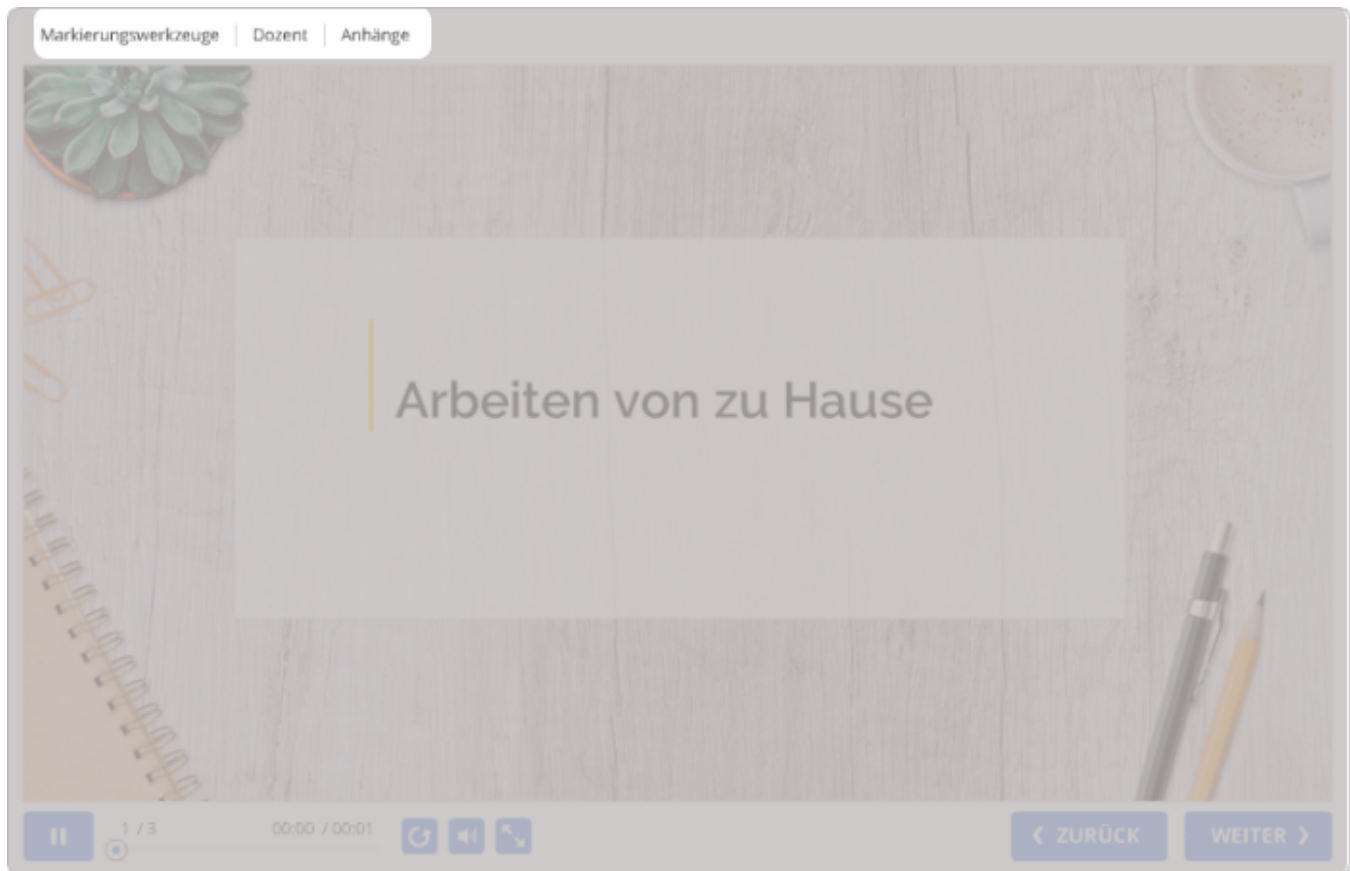 Markierungswerkzeuge Dozent Anhänge
Arbeiten von zu Hause
1 / 3 00:00 / 00:01 ZURÜCK WEITER